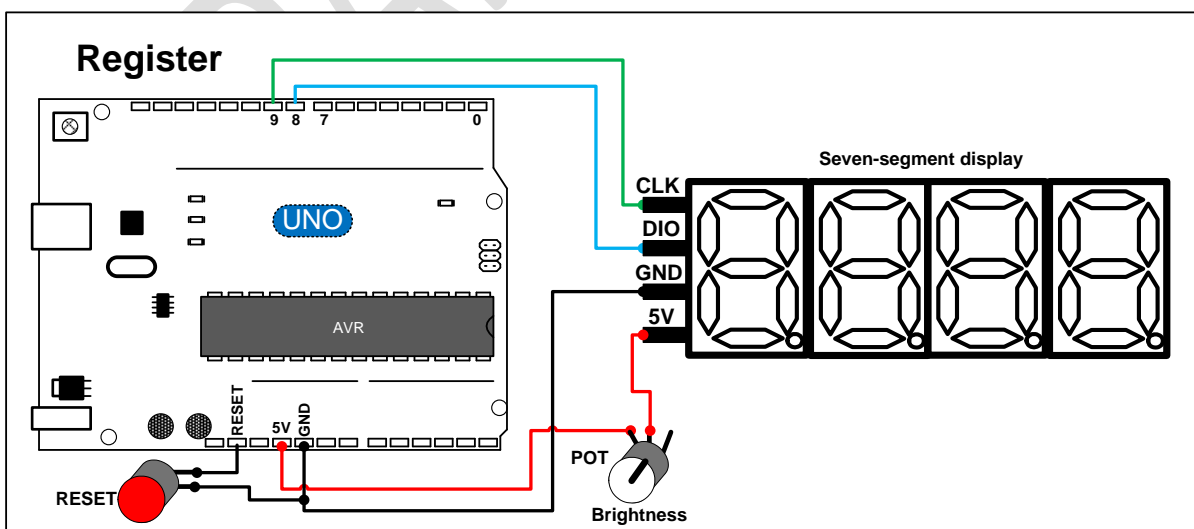 Register
9 8 7 0
Seven-segment display
CLK
UNO
DIO
GND
5V
AVR
RESET
5V
GND
POT
RESET
Brightness